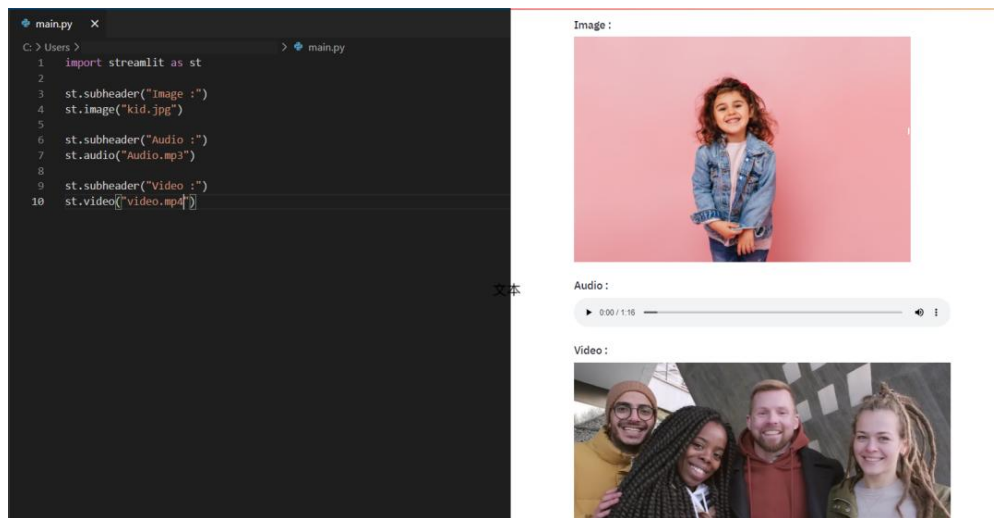 main.py X
C: > Users > > main.py
1 import streamlit as st
2
3 st.subheader("Image :")
4 st.image("kid.jpg")
5
6 st.subheader("Audio :")
7 st.audio("Audio.mp3")
8
9 st.subheader("Video :")
10 st.video("video.mp4")
文本
Image :
Audio :
0:00 / 1:16
Video :